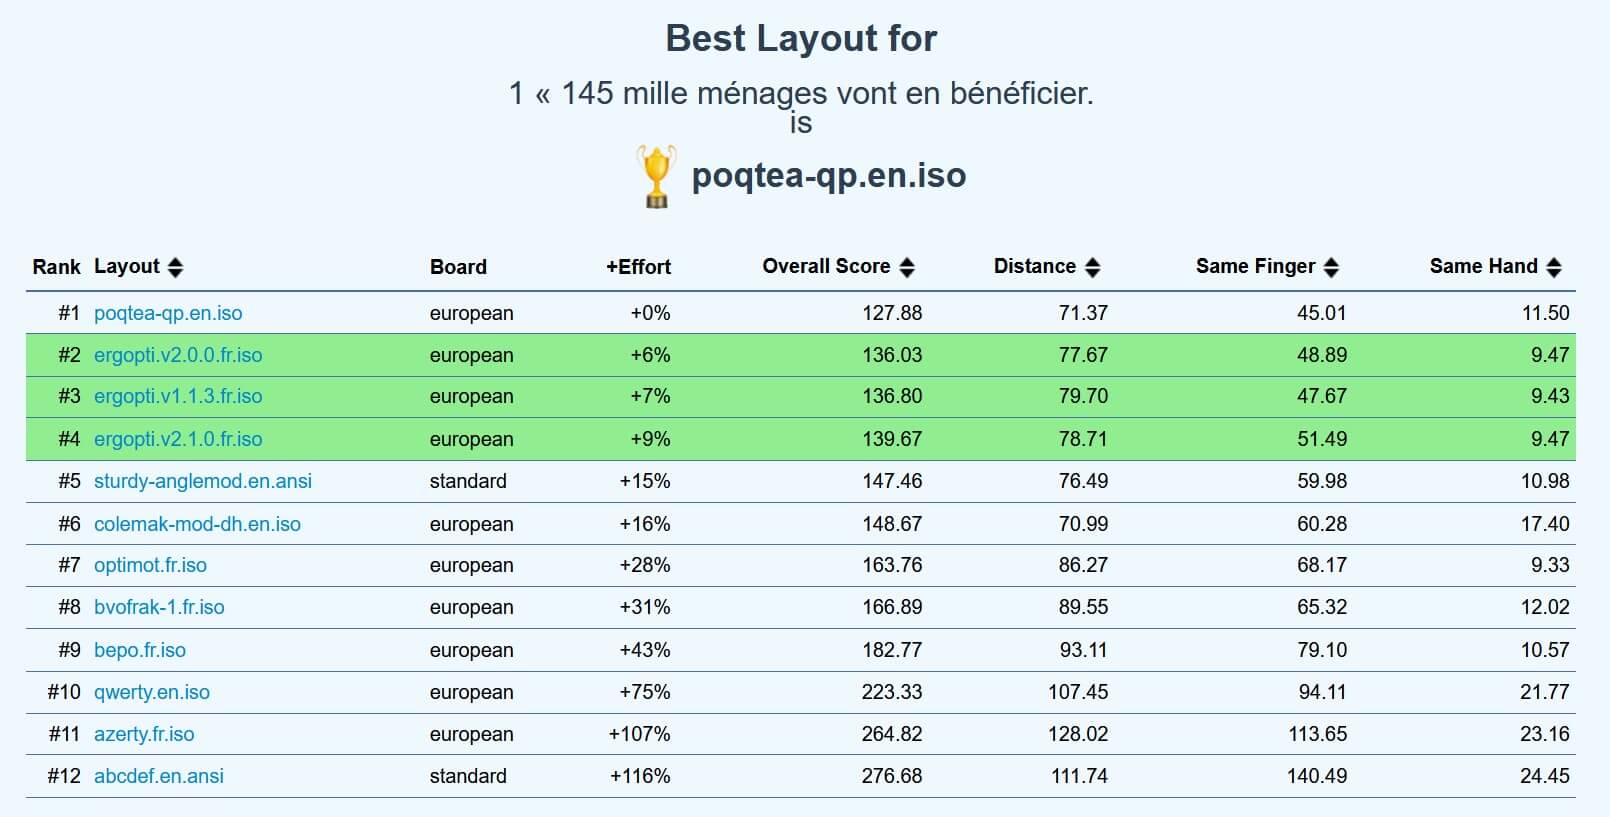 Best Layout for
1 « 145 mille ménages vont en bénéficier.
is
poqtea-qp.en.iso
Rank Layout Board +Effort Overall Score Distance Same Finger Same Hand
#1 poqtea-qp.en.iso european +0% 127.88 71.37 45.01 11.50
#2 ergopti.v2.0.0.fr.iso european +6% 136.03 77.67 48.89 9.47
#3 ergopti.v1.1.3.fr.iso european +7% 136.80 79.70 47.67 9.43
#4 ergopti.v2.1.0.fr.iso european +9% 139.67 78.71 51.49 9.47
#5 sturdy-anglemod.en.ansi standard +15% 147.46 76.49 59.98 10.98
#6 colemak-mod-dh.en.iso european +16% 148.67 70.99 60.28 17.40
#7 optimot.fr.iso european +28% 163.76 86.27 68.17 9.33
#8 bvofrak-1.fr.iso european +31% 166.89 89.55 65.32 12.02
#9 bepo.fr.iso european +43% 182.77 93.11 79.10 10.57
#10 qwerty.en.iso european +75% 223.33 107.45 94.11 21.77
#11 azerty.fr.iso european +107% 264.82 128.02 113.65 23.16
#12 abcdef.en.ansi standard +116% 276.68 111.74 140.49 24.45